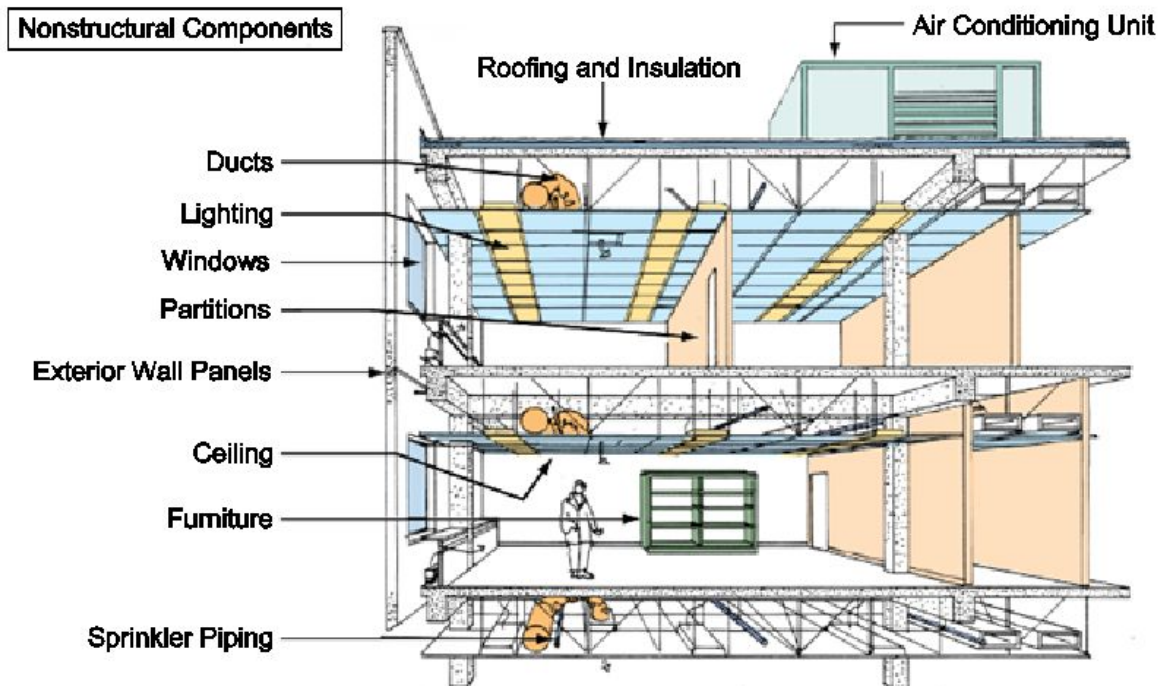 Nonstructural Components
Air Conditioning Unit
Roofing and Insulation
Ducts
Lighting
Windows
Partitions
Exterior Wall Panels
Ceiling
Furniture
Sprinkler Piping